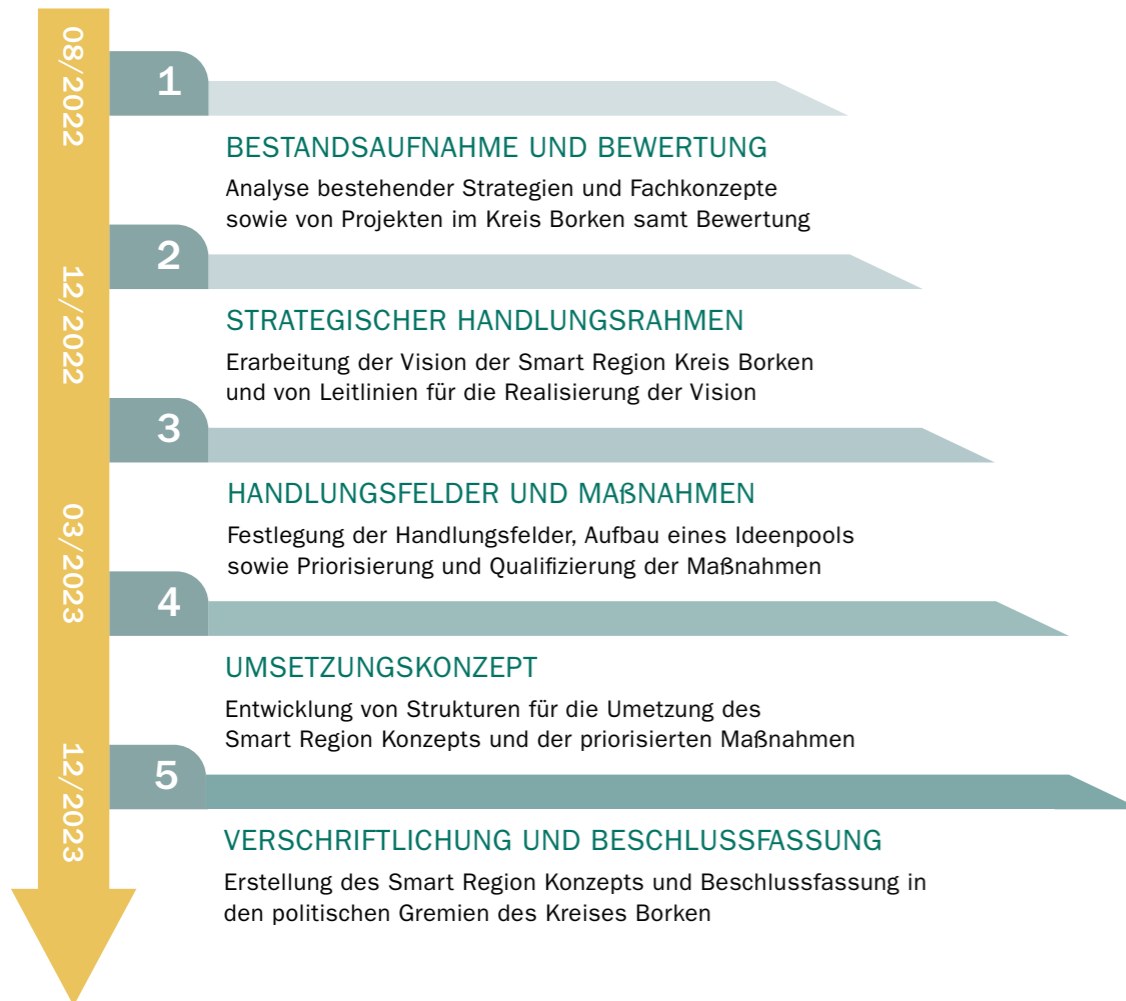 08/2022
1
BESTANDSAUFNAHME UND BEWERTUNG
Analyse bestehender Strategien und Fachkonzepte
sowie von Projekten im Kreis Borken samt Bewertung
12/2022
2
STRATEGISCHER HANDLUNGSRAHMEN
Erarbeitung der Vision der Smart Region Kreis Borken
und von Leitlinien für die Realisierung der Vision
3
HANDLUNGSFELDER UND MAßNAHMEN
Festlegung der Handlungsfelder, Aufbau eines Ideenpools
sowie Priorisierung und Qualifizierung der Maßnahmen
03/2023
4
UMSETZUNGSKONZEPT
Entwicklung von Strukturen für die Umetzung des
Smart Region Konzepts und der priorisierten Maßnahmen
12/2023
5
VERSCHRIFTLICHUNG UND BESCHLUSSFASSUNG
Erstellung des Smart Region Konzepts und Beschlussfassung in
den politischen Gremien des Kreises Borken